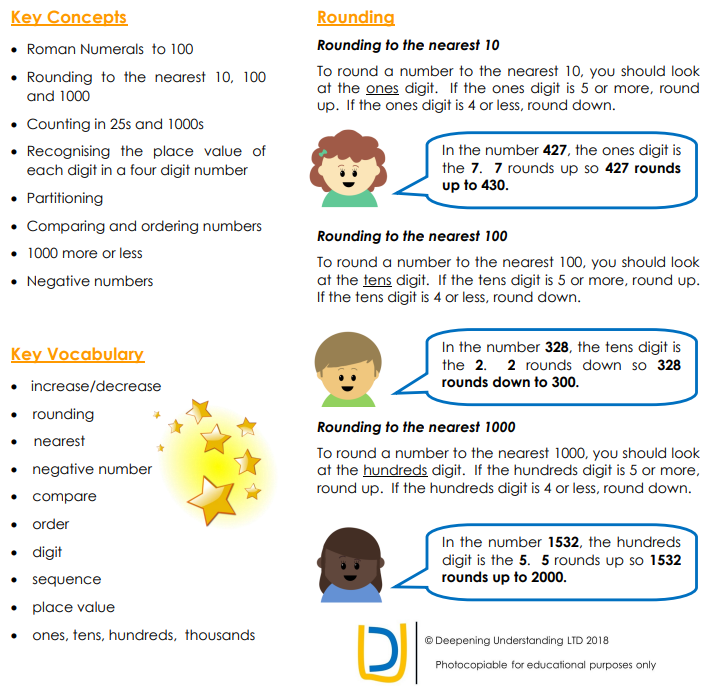 Key Concepts
• Roman Numerals to 100
• Rounding to the nearest 10, 100
and 1000
• Counting in 25s and 1000s
• Recognising the place value of
each digit in a four digit number
• Partitioning
• Comparing and ordering numbers
• 1000 more or less
• Negative numbers
Key Vocabulary
• increase/decrease
• rounding
• nearest
• negative number
• compare
• order
• digit
• sequence
• place value
• ones, tens, hundreds, thousands
Rounding
Rounding to the nearest 10
To round a number to the nearest 10, you should look
at the ones digit. If the ones digit is 5 or more, round
up. If the ones digit is 4 or less, round down.
In the number 427, the ones digit is
the 7. 7 rounds up so 427 rounds
up to 430.
Rounding to the nearest 100
To round a number to the nearest 100, you should look
at the tens digit. If the tens digit is 5 or more, round up.
If the tens digit is 4 or less, round down.
In the number 328, the tens digit is
the 2. 2 rounds down so 328
rounds down to 300.
Rounding to the nearest 1000
To round a number to the nearest 1000, you should look
at the hundreds digit. If the hundreds digit is 5 or more,
round up. If the hundreds digit is 4 or less, round down.
In the number 1532, the hundreds
digit is the 5. 5 rounds up so 1532
rounds up to 2000.
© Deepening Understanding LTD 2018
Photocopiable for educational purposes only